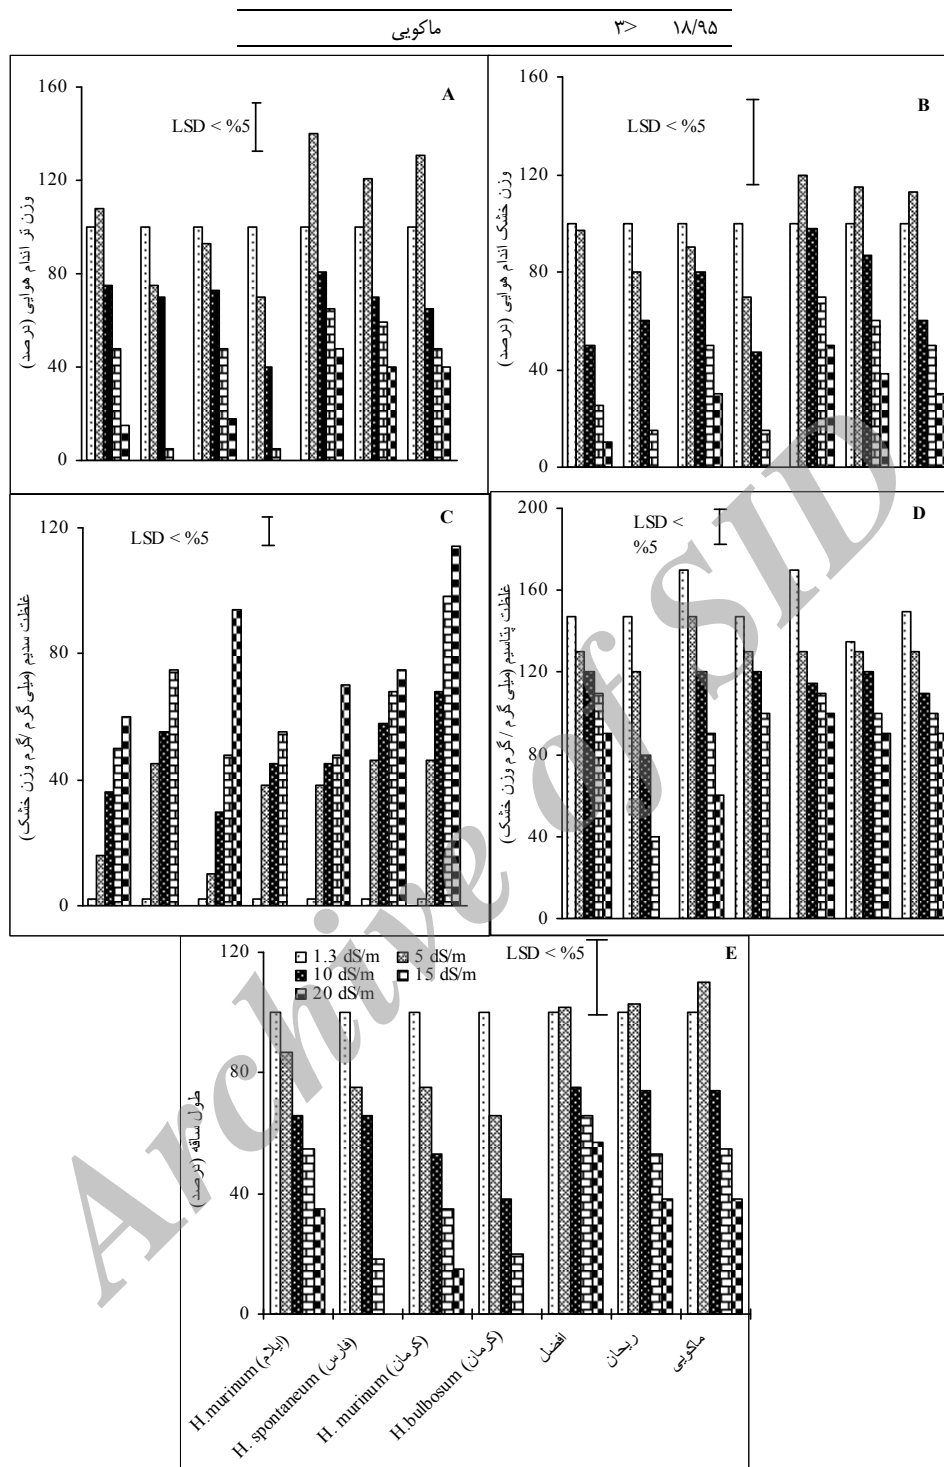 ماکویی ۳> ۱۸/۹۵
A
160
120
80
40
0
LSD < %5
وزن تر اندام هوایی (درصد)
B
160
120
80
40
0
LSD < %5
وزن خشک اندام هوایی (درصد)
C
120
80
40
0
LSD < %5
غلظت سدیم (میلی گرم /گرم وزن خشک)
D
200
160
120
80
40
0
LSD <
%5
غلظت پتاسیم (میلی گرم / گرم وزن خشک)
E
120
80
40
0
1.3 dS/m 5 dS/m
10 dS/m 15 dS/m
20 dS/m
LSD < %5
طول ساقه (درصد)
H.murinum (ایلام)
H. spontaneum (فارس)
H. murinum (کرمان)
H.bulbosum (کرمان)
افضل
ریحان
ماکویی
Archive of SID